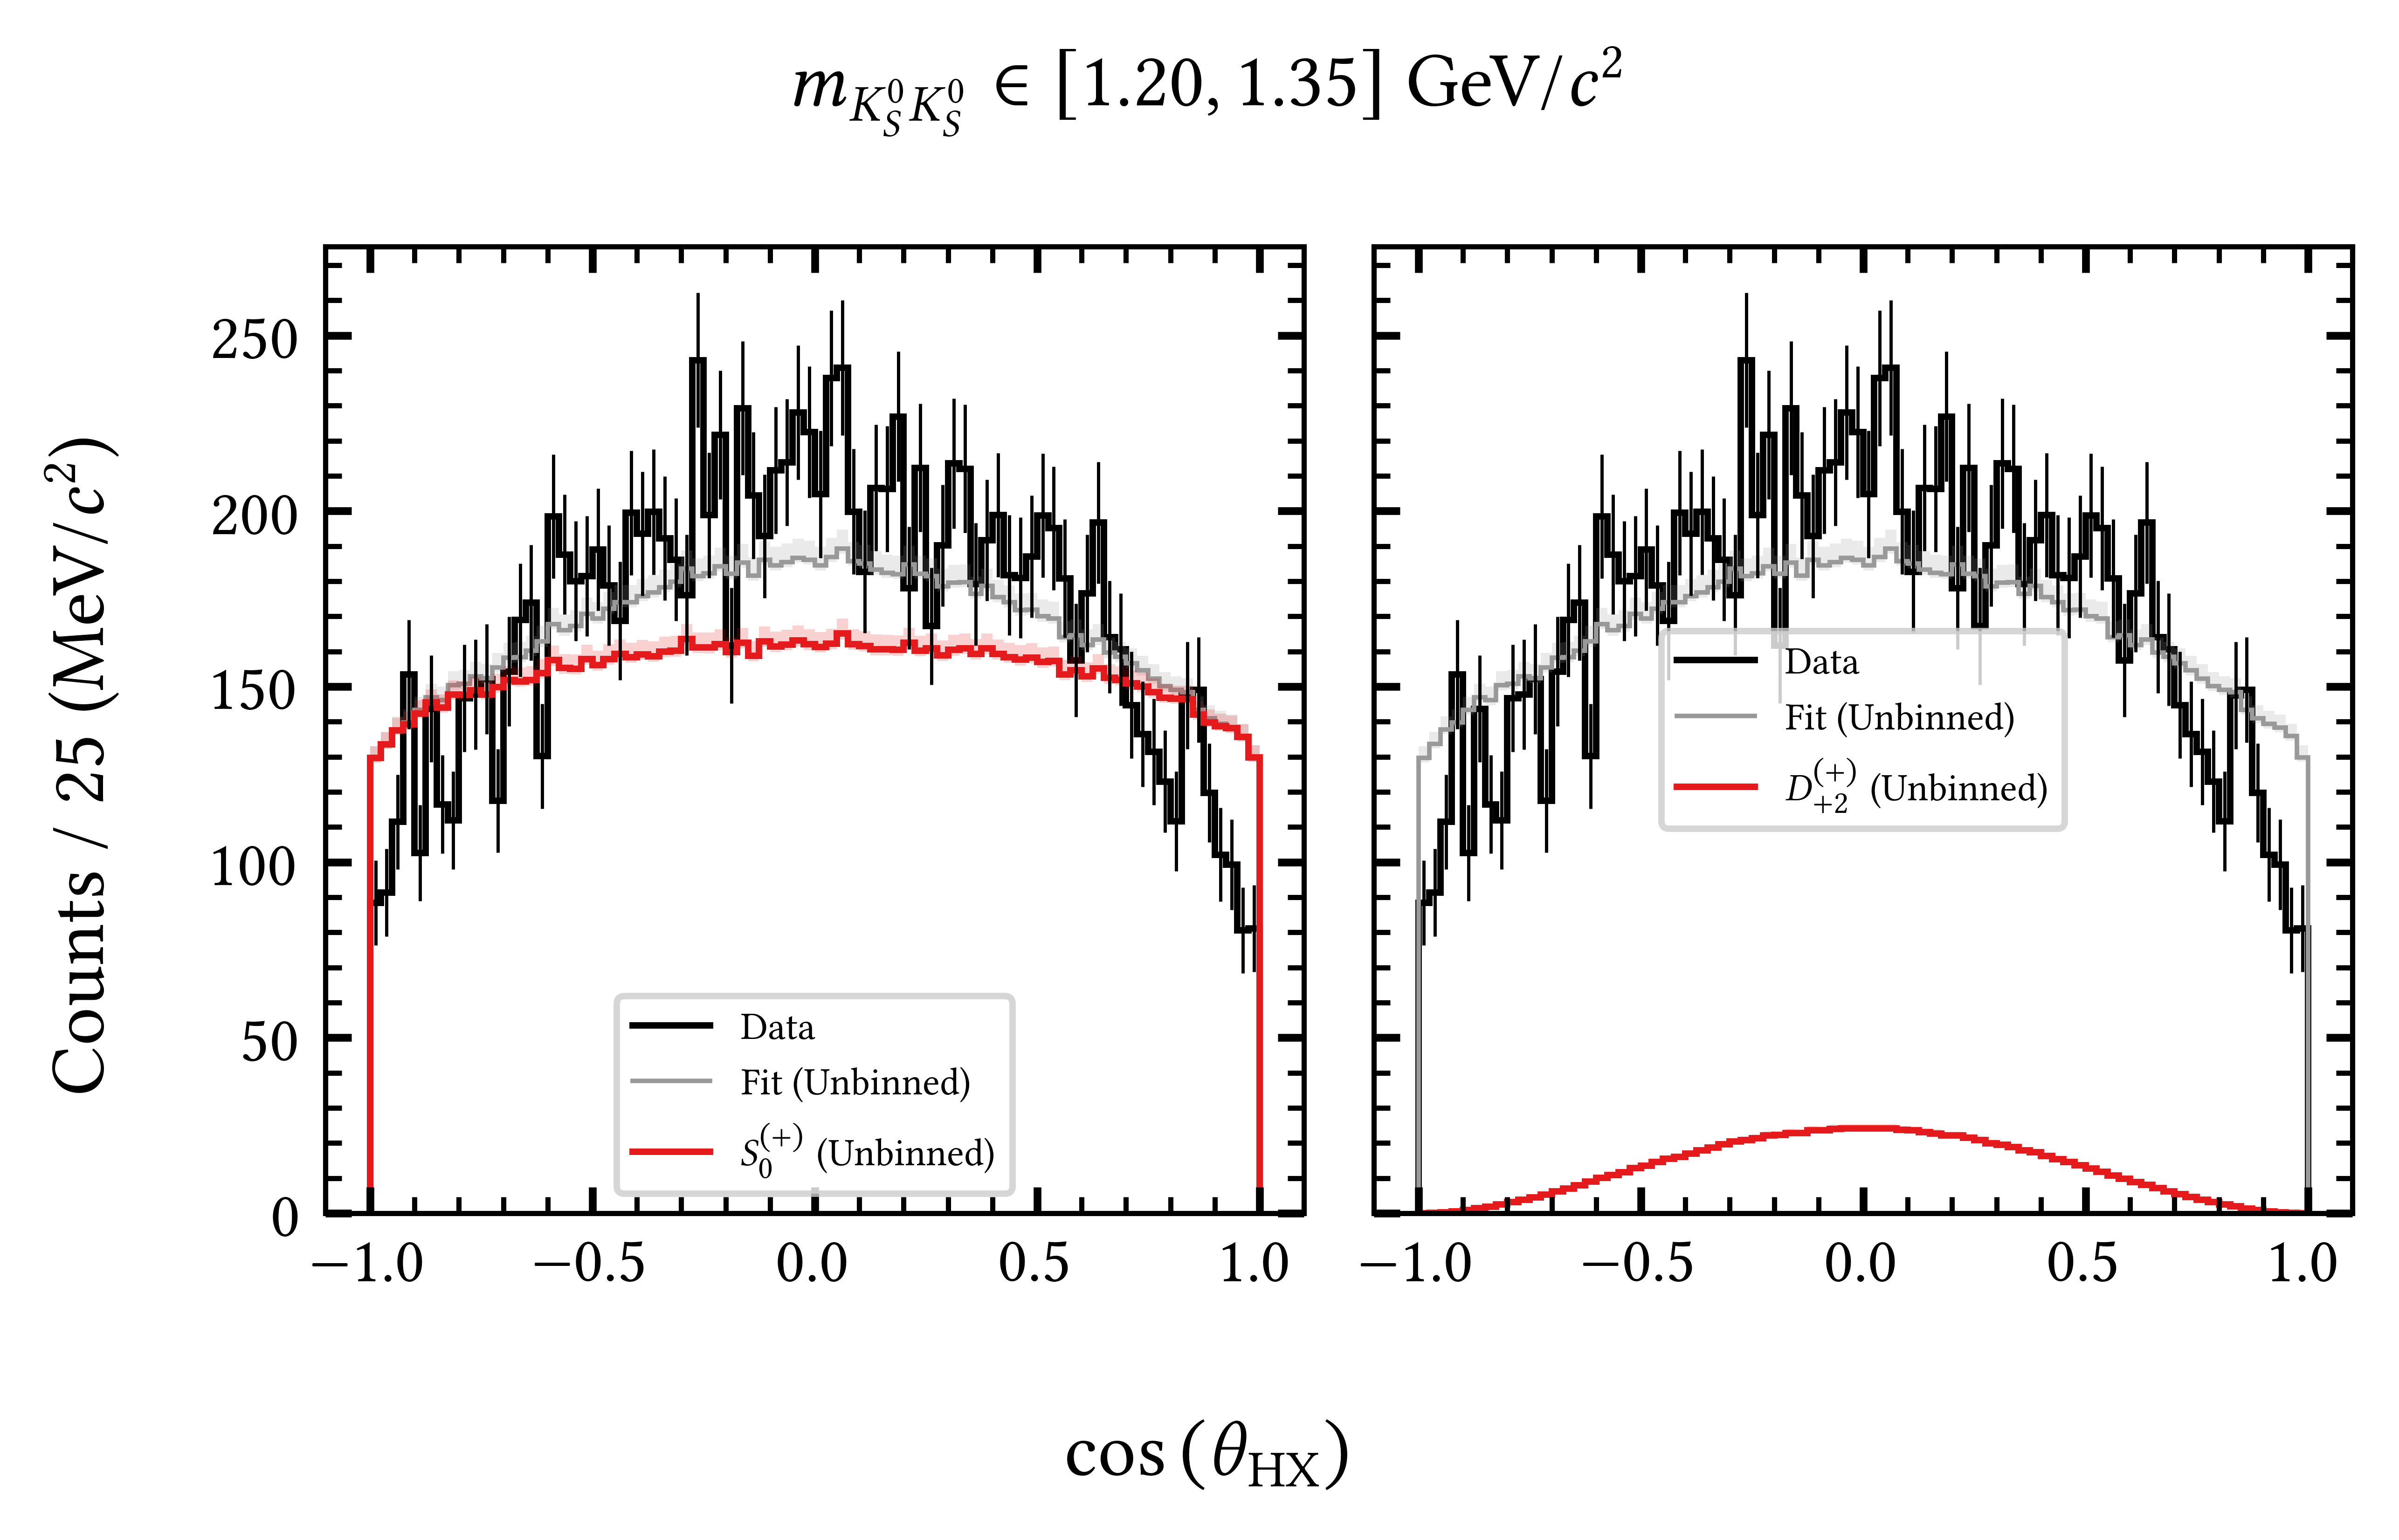 m_{K_S^0 K_S^0} ∈ [1.20, 1.35] GeV/c²
Counts / 25 (MeV/c²)
250
200
150
100
50
0
Data
Fit (Unbinned)
S_0^{(+)} (Unbinned)
−1.0 −0.5 0.0 0.5 1.0
Data
Fit (Unbinned)
D_{+2}^{(+)} (Unbinned)
−1.0 −0.5 0.0 0.5 1.0
cos (θ_{HX})